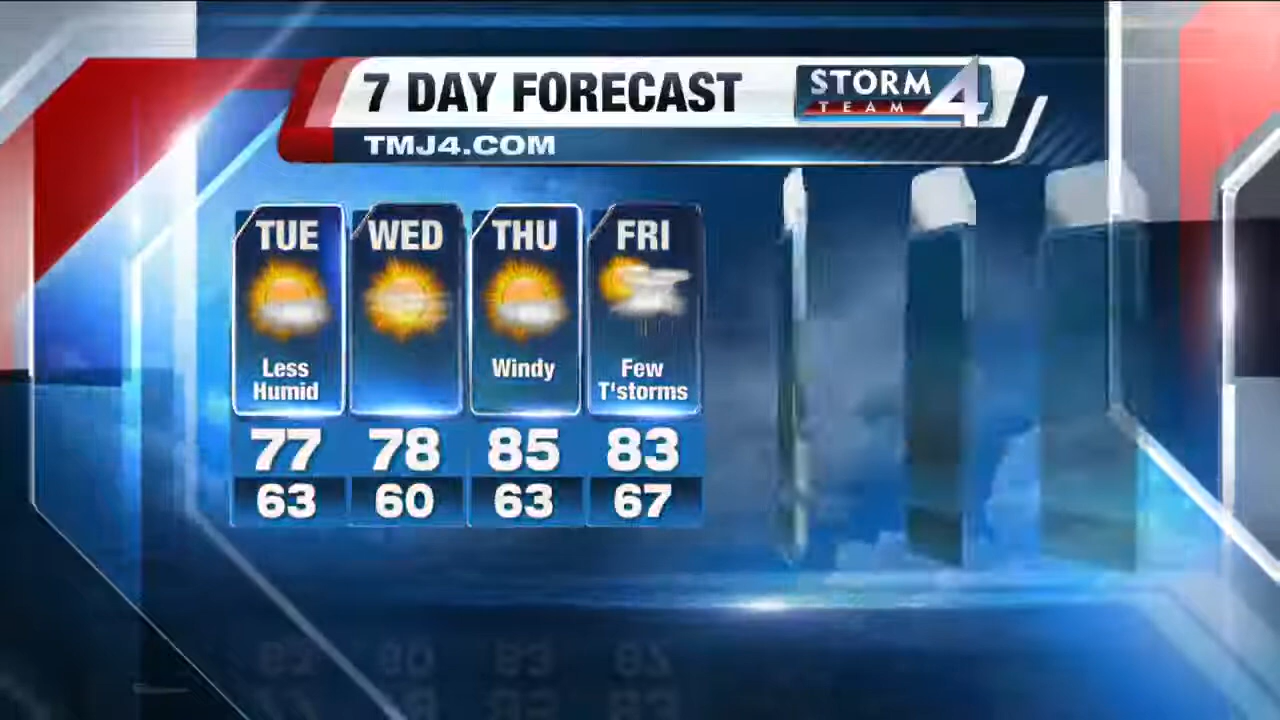 7 DAY FORECAST
STORM 4
TEAM
TMJ4.COM
TUE WED THU FRI
Less Windy Few
Humid T'storms
77 78 85 83
63 60 63 67